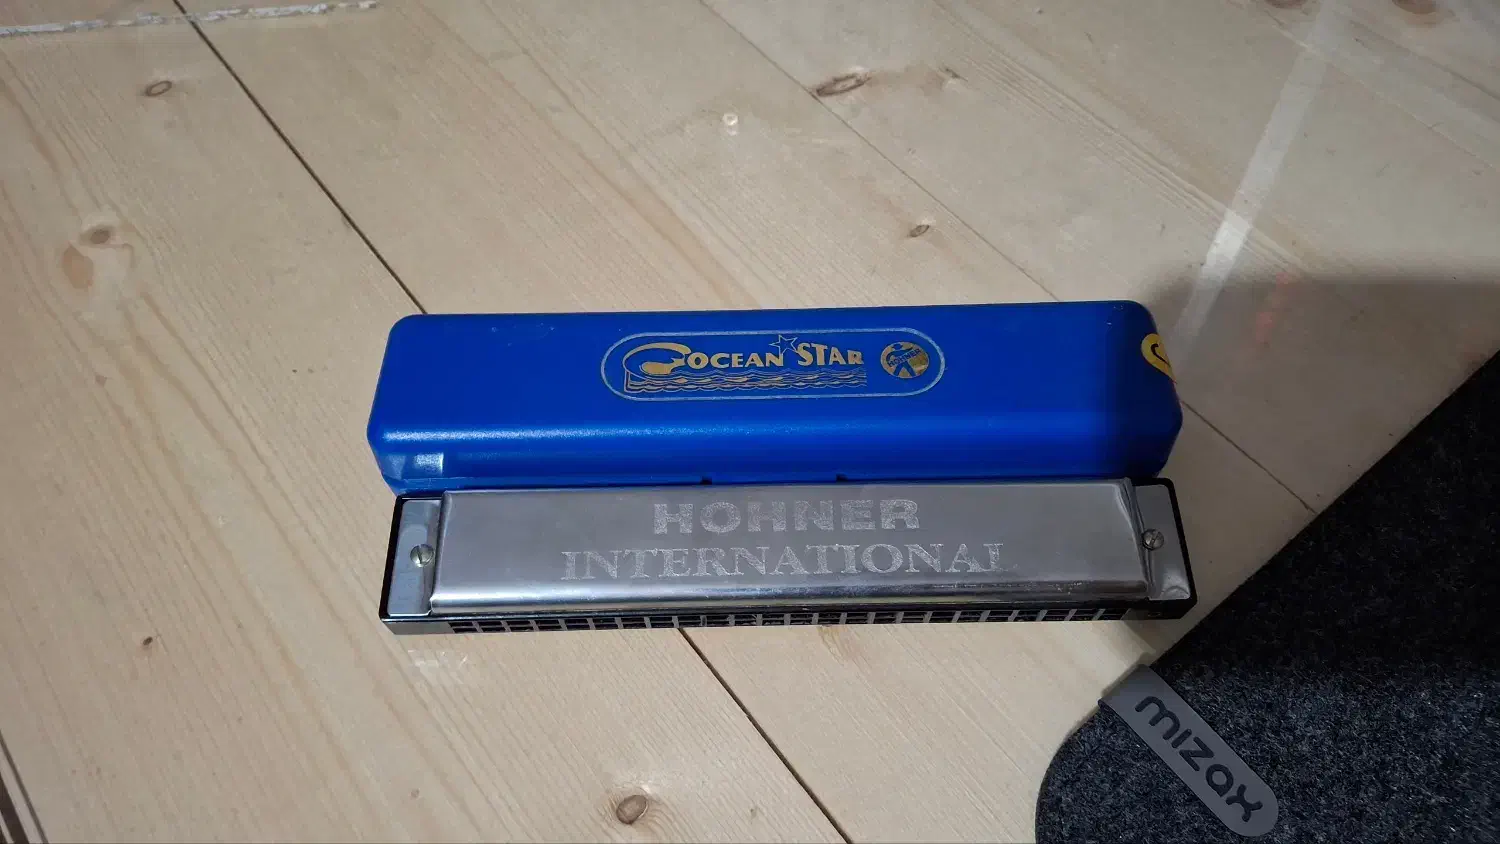 OCEAN STAR
HOHNER
INTERNATIONAL
mizax